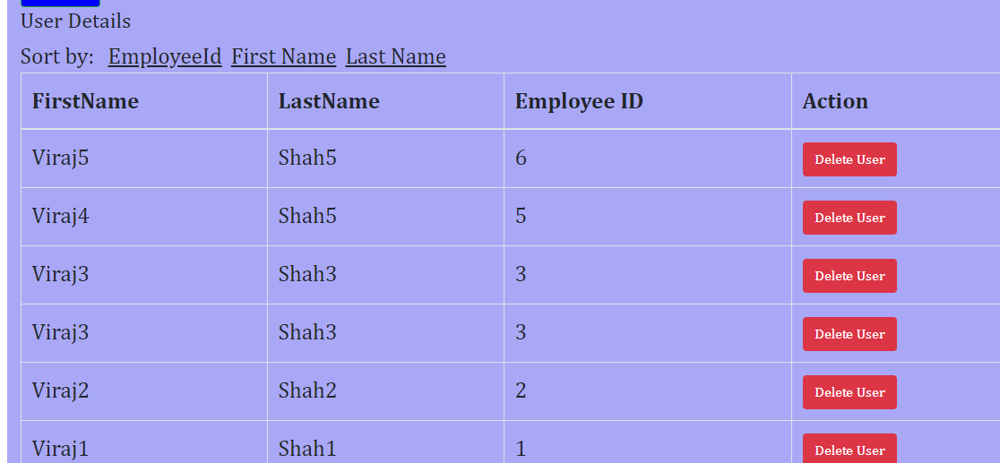 User Details
Sort by: EmployeeId First Name Last Name
FirstName LastName Employee ID Action
Viraj5 Shah5 6 Delete User
Viraj4 Shah5 5 Delete User
Viraj3 Shah3 3 Delete User
Viraj3 Shah3 3 Delete User
Viraj2 Shah2 2 Delete User
Viraj1 Shah1 1 Delete User